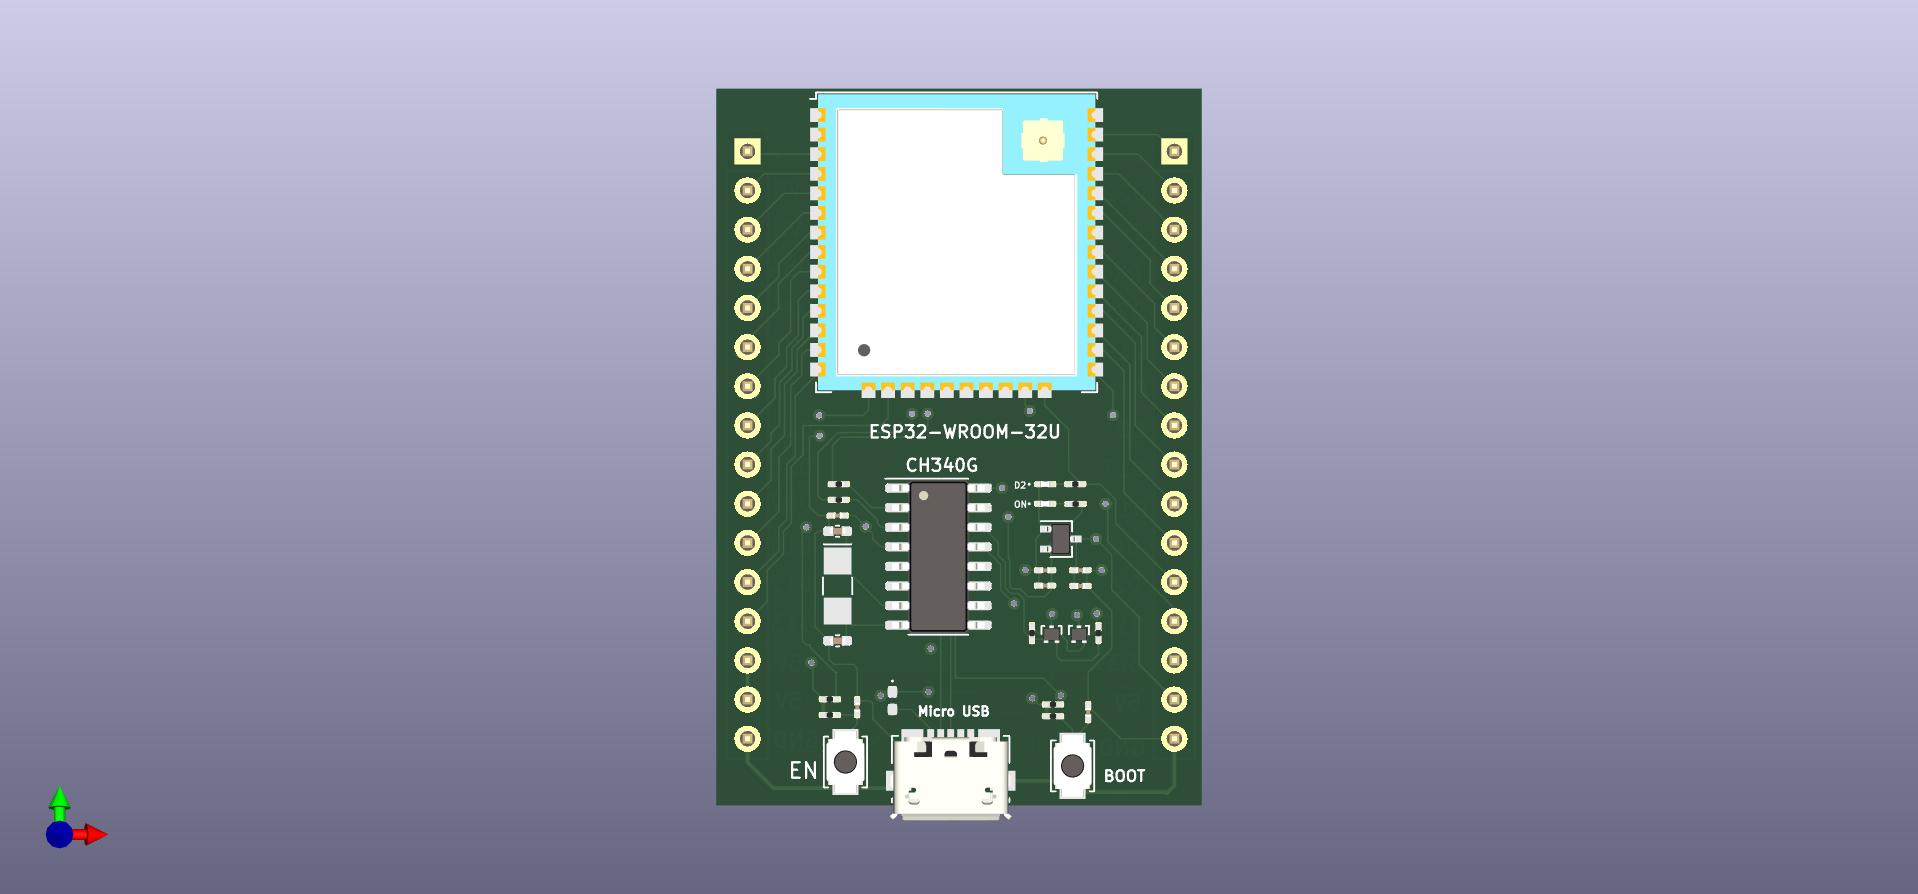 ESP32-WROOM-32U
CH340G
D2
ON
Micro USB
EN
BOOT